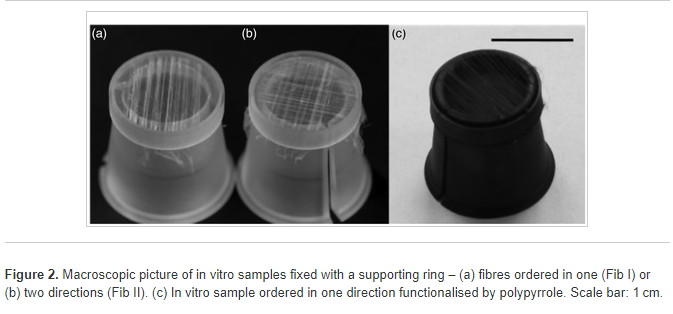 (a)
(b)
(c)
Figure 2. Macroscopic picture of in vitro samples fixed with a supporting ring – (a) fibres ordered in one (Fib I) or
(b) two directions (Fib II). (c) In vitro sample ordered in one direction functionalised by polypyrrole. Scale bar: 1 cm.